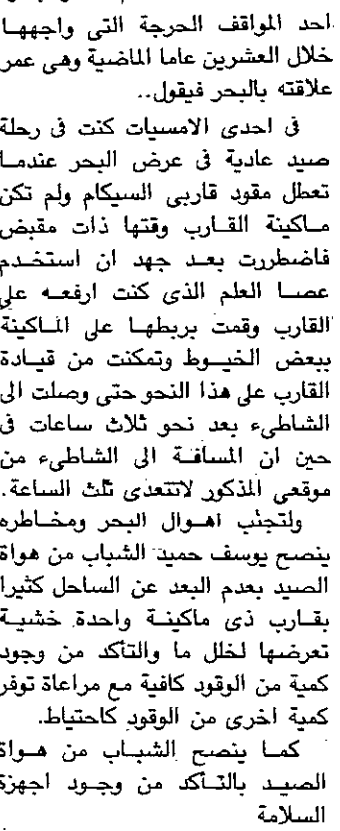 احد المواقف الحرجة التى واجهها
خلال العشرين عاما الماضية وهى عمر
علاقته بالبحر فيقول..
فى احدى الامسيات كنت فى رحلة
صيد عادية فى عرض البحر عندما
تعطل مقود قاربى السيكام ولم تكن
ماكينة القارب وقتها ذات مقبض
فاضطررت بعد جهد ان استخدم
عصا العلم الذى كنت ارفعه على
القارب وقمت بربطها على الماكينة
ببعض الخيوط وتمكنت من قيادة
القارب على هذا النحو حتى وصلت الى
الشاطىء بعد نحو ثلاث ساعات فى
حين ان المسافة الى الشاطىء من
موقعي المذكور لاتتعدى ثلث الساعة.
ولتجنب اهوال البحر ومخاطره
ينصح يوسف حميد الشباب من هواة
الصيد بعدم البعد عن الساحل كثيرا
بقارب ذى ماكينة واحدة خشية
تعرضها لخلل ما والتأكد من وجود
كمية من الوقود كافية مع مراعاة توفر
كمية اخرى من الوقود كاحتياط.
كما ينصح الشباب من هواة
الصيد بالتأكد من وجود اجهزة
السلامة